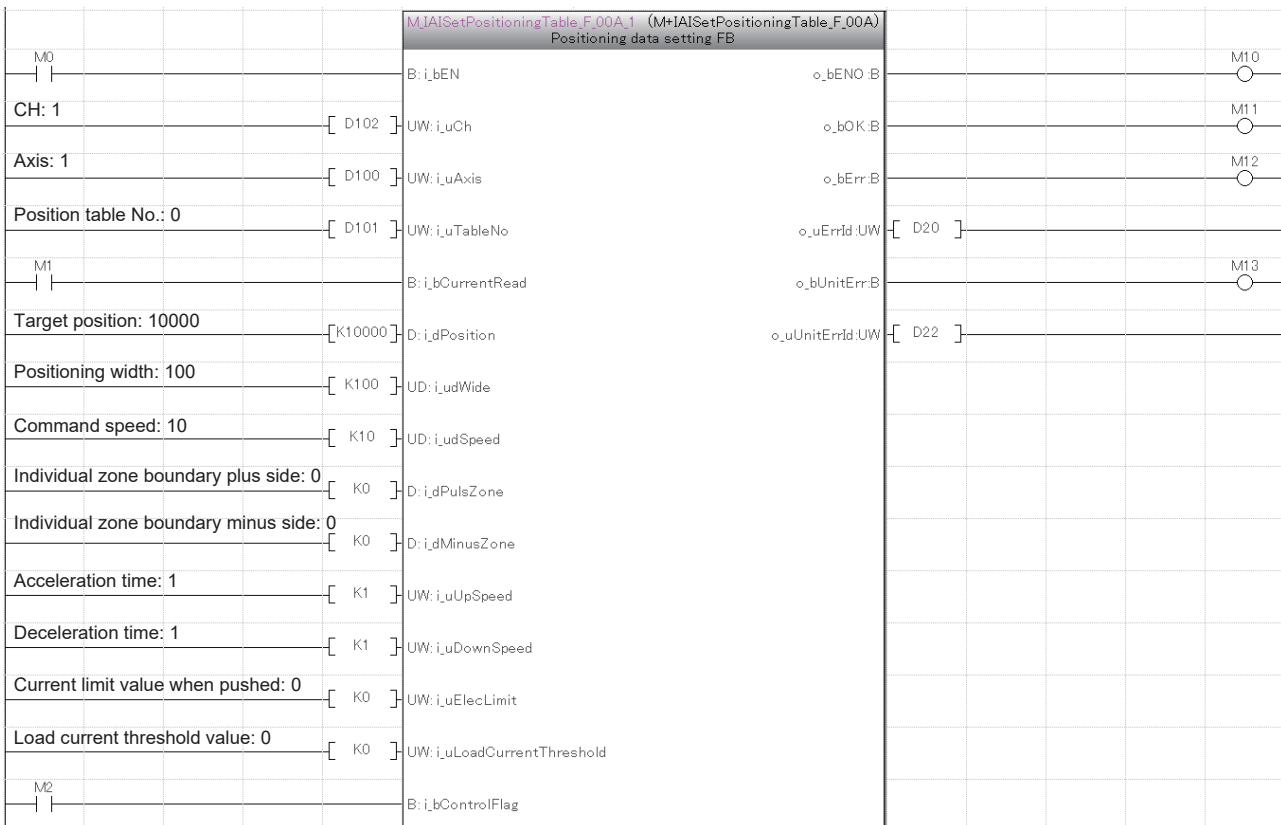 M_IAISetPositioningTable_F_00A_1 (M+IAISetPositioningTable_F_00A)
Positioning data setting FB
M0 B: i_bEN o_bENO :B M10
CH: 1 D102 UW: i_uCh o_bOK:B M11
Axis: 1 D100 UW: i_uAxis o_bErr:B M12
Position table No.: 0 D101 UW: i_uTableNo o_uErrId :UW D20
M1 B: i_bCurrentRead o_bUnitErr:B M13
Target position: 10000 K10000 D: i_dPosition o_uUnitErrId:UW D22
Positioning width: 100 K100 UD: i_udWide
Command speed: 10 K10 UD: i_udSpeed
Individual zone boundary plus side: 0 K0 D: i_dPulsZone
Individual zone boundary minus side: 0 K0 D: i_dMinusZone
Acceleration time: 1 K1 UW: i_uUpSpeed
Deceleration time: 1 K1 UW: i_uDownSpeed
Current limit value when pushed: 0 K0 UW: i_uElecLimit
Load current threshold value: 0 K0 UW: i_uLoadCurrentThreshold
M2 B: i_bControlFlag